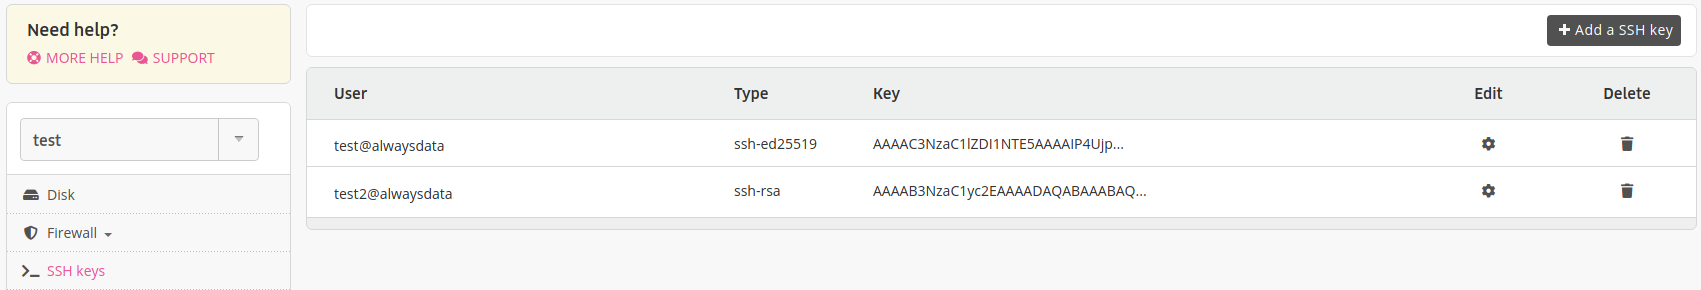 Need help?
MORE HELP SUPPORT
test
Disk
Firewall
SSH keys
Add a SSH key
User Type Key Edit Delete
test@alwaysdata ssh-ed25519 AAAAC3NzaC1lZDI1NTE5AAAAIP4Ujp...
test2@alwaysdata ssh-rsa AAAAB3NzaC1yc2EAAAADAQABAAABAQ...